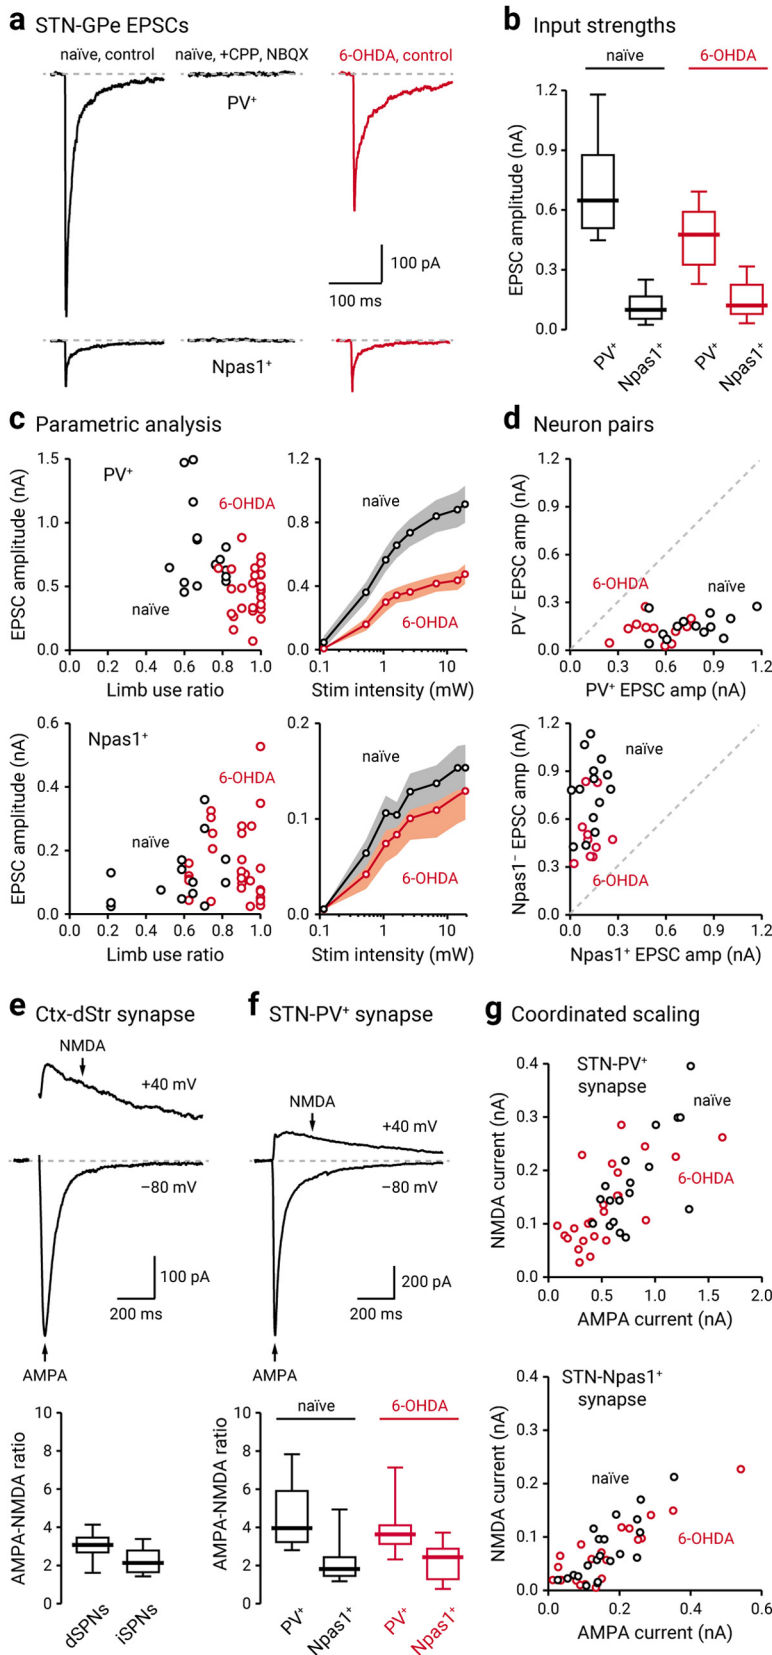 a STN-GPe EPSCs
naïve, control
naïve, +CPP, NBQX
6-OHDA, control
PV⁺
100 pA
100 ms
Npas1⁺
b Input strengths
naïve
6-OHDA
EPSC amplitude (nA)
1.2
0.9
0.6
0.3
0.0
PV⁺
Npas1⁺
PV⁺
Npas1⁺
c Parametric analysis
EPSC amplitude (nA)
1.5
1.0
0.5
0.0
PV⁺
6-OHDA
naïve
0.0 0.2 0.4 0.6 0.8 1.0
Limb use ratio
1.2
0.8
0.4
0.0
naïve
6-OHDA
0.1 1 10
Stim intensity (mW)
EPSC amplitude (nA)
0.6
0.4
0.2
0.0
Npas1⁺
6-OHDA
naïve
0.0 0.2 0.4 0.6 0.8 1.0
Limb use ratio
0.2
0.1
0.0
naïve
6-OHDA
0.1 1 10
Stim intensity (mW)
d Neuron pairs
PV⁻ EPSC amp (nA)
1.2
0.9
0.6
0.3
0.0
6-OHDA
naïve
0.0 0.3 0.6 0.9 1.2
PV⁺ EPSC amp (nA)
Npas1⁻ EPSC amp (nA)
1.2
0.9
0.6
0.3
0.0
naïve
6-OHDA
0.0 0.3 0.6 0.9 1.2
Npas1⁺ EPSC amp (nA)
e Ctx-dStr synapse
NMDA
+40 mV
−80 mV
100 pA
200 ms
AMPA
AMPA-NMDA ratio
10
8
6
4
2
0
dSPNs
iSPNs
f STN-PV⁺ synapse
NMDA
+40 mV
−80 mV
200 pA
200 ms
AMPA
naïve
6-OHDA
AMPA-NMDA ratio
10
8
6
4
2
0
PV⁺
Npas1⁺
PV⁺
Npas1⁺
g Coordinated scaling
STN-PV⁺
synapse
NMDA current (nA)
0.4
0.3
0.2
0.1
0.0
naïve
6-OHDA
0.0 0.5 1.0 1.5 2.0
AMPA current (nA)
STN-Npas1⁺
synapse
NMDA current (nA)
0.4
0.3
0.2
0.1
0.0
naïve
6-OHDA
0.0 0.2 0.4 0.6
AMPA current (nA)